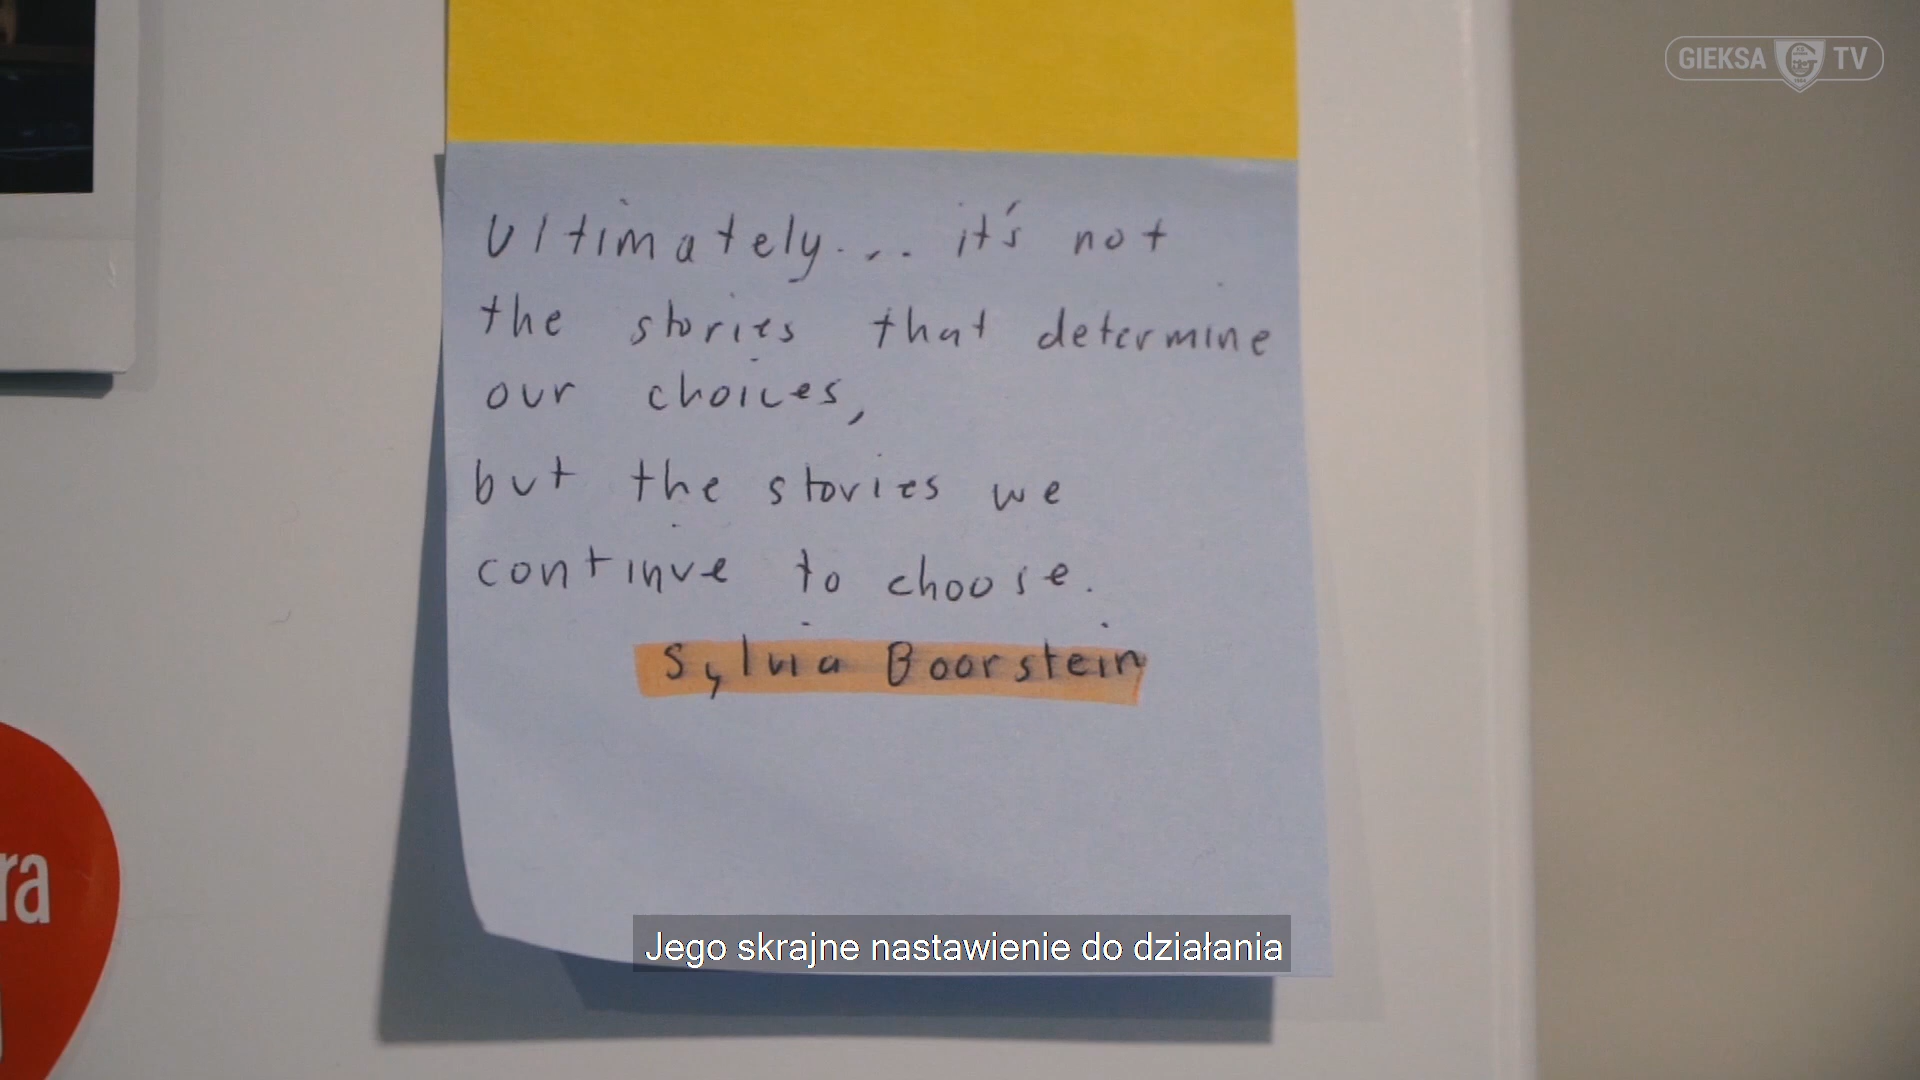 GIEKSA TV
Ultimately... it's not
the stories that determine
our choices,
but the stories we
continue to choose.
Sylvia Boorstein
ra
Jego skrajne nastawienie do działania